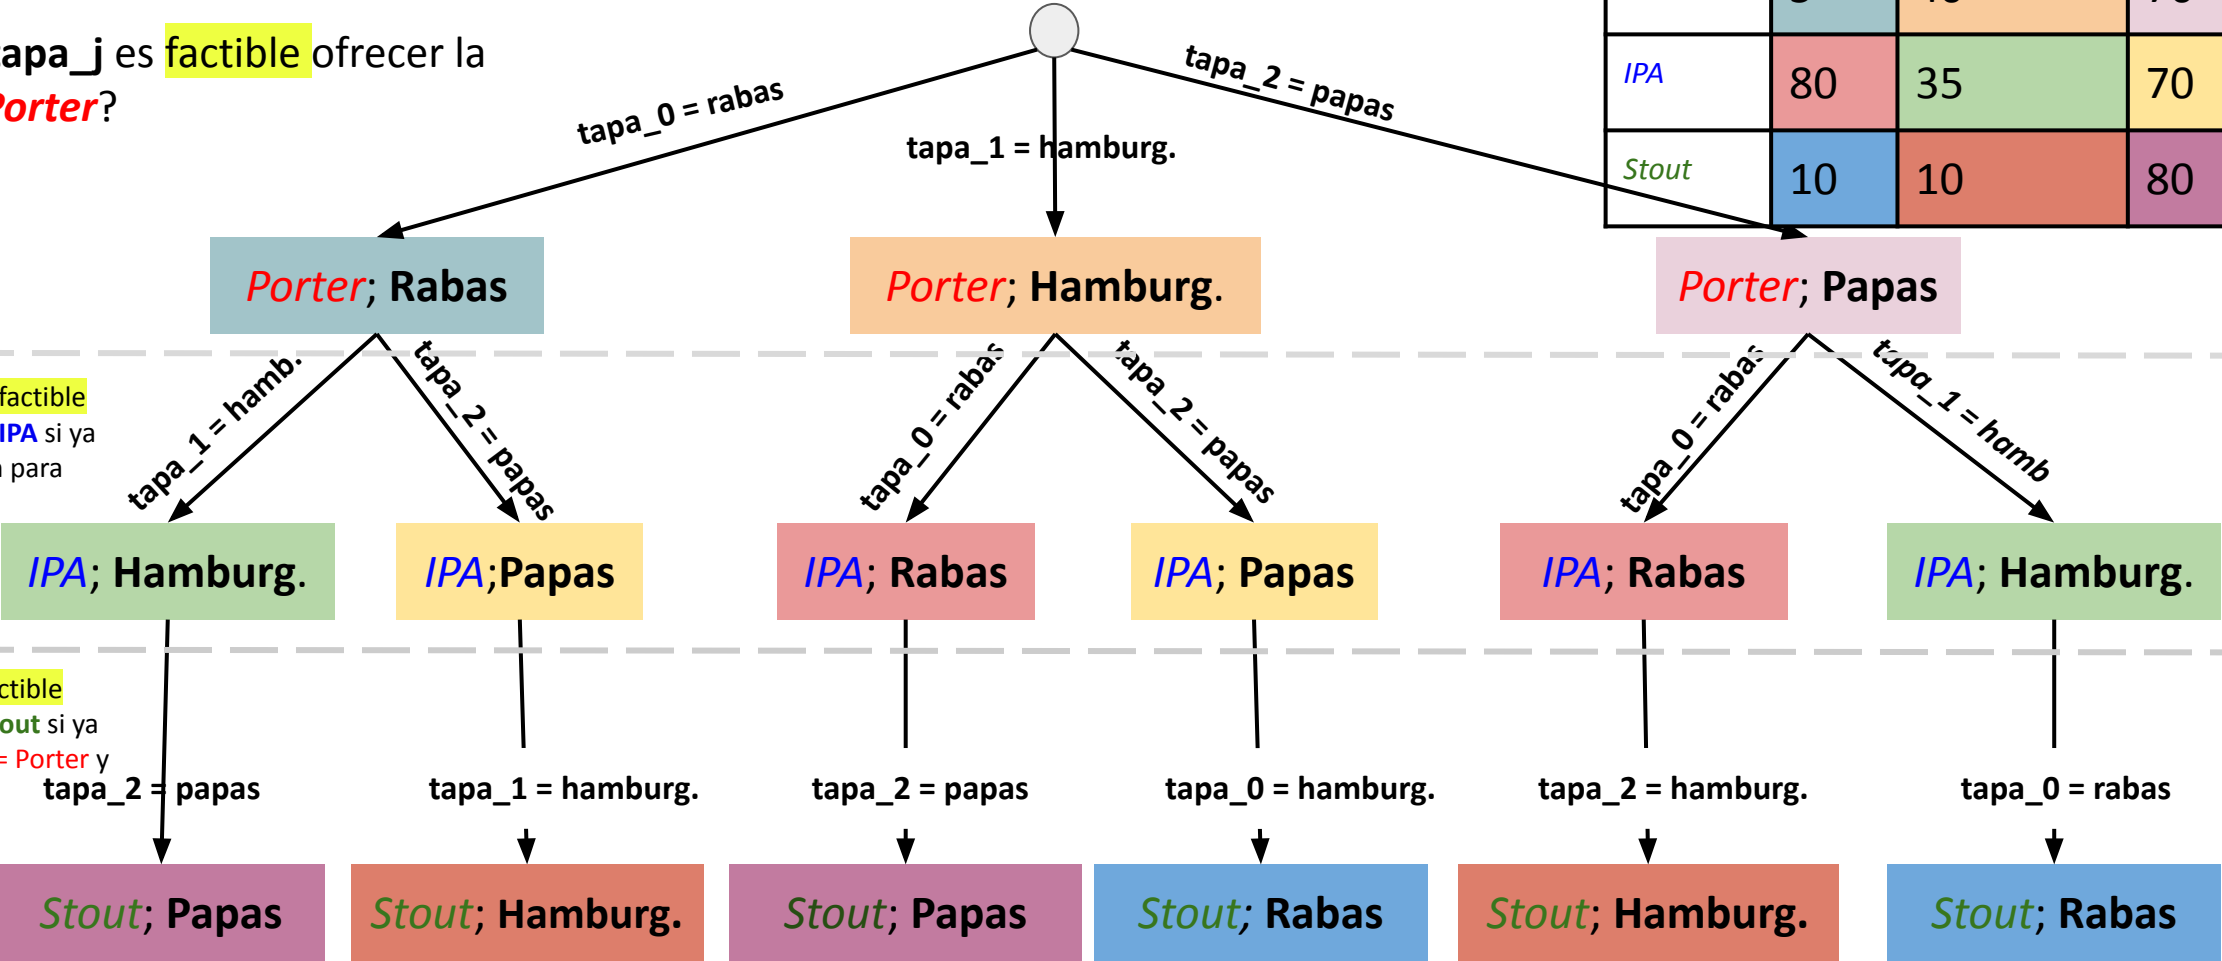 tapa_j es factible ofrecer la
Porter?
tapa_0 = rabas
tapa_1 = hamburg.
tapa_2 = papas
IPA 80 35 70
Stout 10 10 80
Porter; Rabas
Porter; Hamburg.
Porter; Papas
tapa_1 = hamb.
tapa_2 = papas
tapa_0 = rabas
tapa_2 = papas
tapa_0 = rabas
tapa_1 = hamb
factible
IPA si ya
para
IPA; Hamburg.
IPA;Papas
IPA; Rabas
IPA; Papas
IPA; Rabas
IPA; Hamburg.
ctible
out si ya
= Porter y
tapa_2 = papas
tapa_1 = hamburg.
tapa_2 = papas
tapa_0 = hamburg.
tapa_2 = hamburg.
tapa_0 = rabas
Stout; Papas
Stout; Hamburg.
Stout; Papas
Stout; Rabas
Stout; Hamburg.
Stout; Rabas